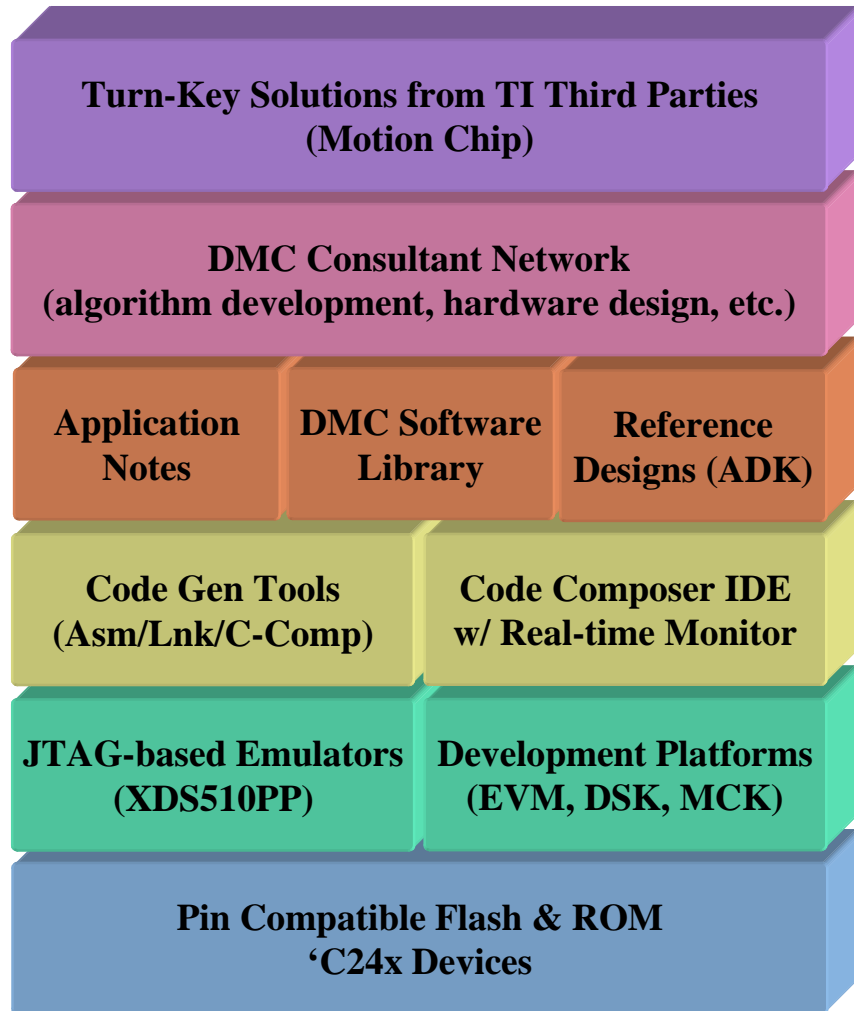 Turn-Key Solutions from TI Third Parties
(Motion Chip)
DMC Consultant Network
(algorithm development, hardware design, etc.)
Application
Notes
DMC Software
Library
Reference
Designs (ADK)
Code Gen Tools
(Asm/Lnk/C-Comp)
Code Composer IDE
w/ Real-time Monitor
JTAG-based Emulators
(XDS510PP)
Development Platforms
(EVM, DSK, MCK)
Pin Compatible Flash & ROM
‘C24x Devices